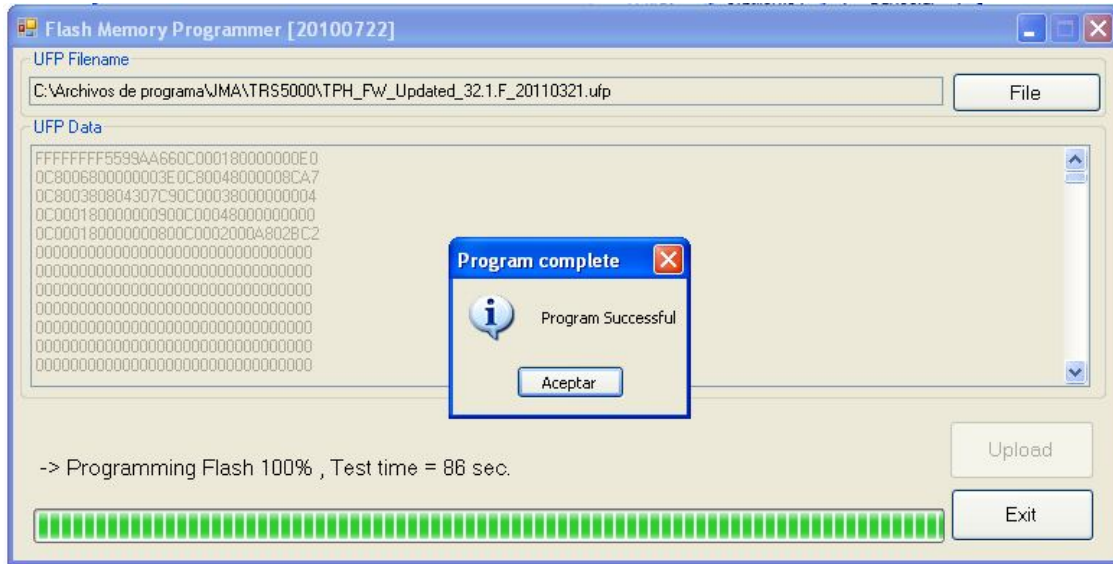 Flash Memory Programmer [20100722]
UFP Filename
C:\Archivos de programa\JMA\TRS5000\TPH_FW_Updated_32.1.F_20110321.ufp
File
UFP Data
FFFFFFFF5599AA660C000180000000E0
0C8006800000003E0C80048000008CA7
0C800380804307C90C00038000000004
0C000180000000900C00048000000000
0C000180000000800C0002000A802BC2
00000000000000000000000000000000
00000000000000000000000000000000
00000000000000000000000000000000
00000000000000000000000000000000
00000000000000000000000000000000
00000000000000000000000000000000
00000000000000000000000000000000
Program complete
Program Successful
Aceptar
-> Programming Flash 100% , Test time = 86 sec.
Upload
Exit